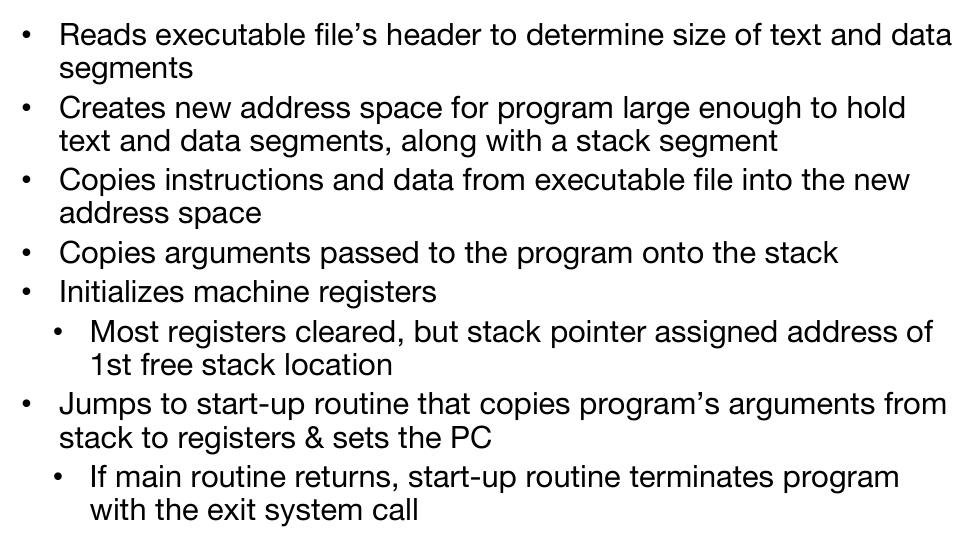 • Reads executable file’s header to determine size of text and data
segments
• Creates new address space for program large enough to hold
text and data segments, along with a stack segment
• Copies instructions and data from executable file into the new
address space
• Copies arguments passed to the program onto the stack
• Initializes machine registers
• Most registers cleared, but stack pointer assigned address of
1st free stack location
• Jumps to start-up routine that copies program’s arguments from
stack to registers & sets the PC
• If main routine returns, start-up routine terminates program
with the exit system call